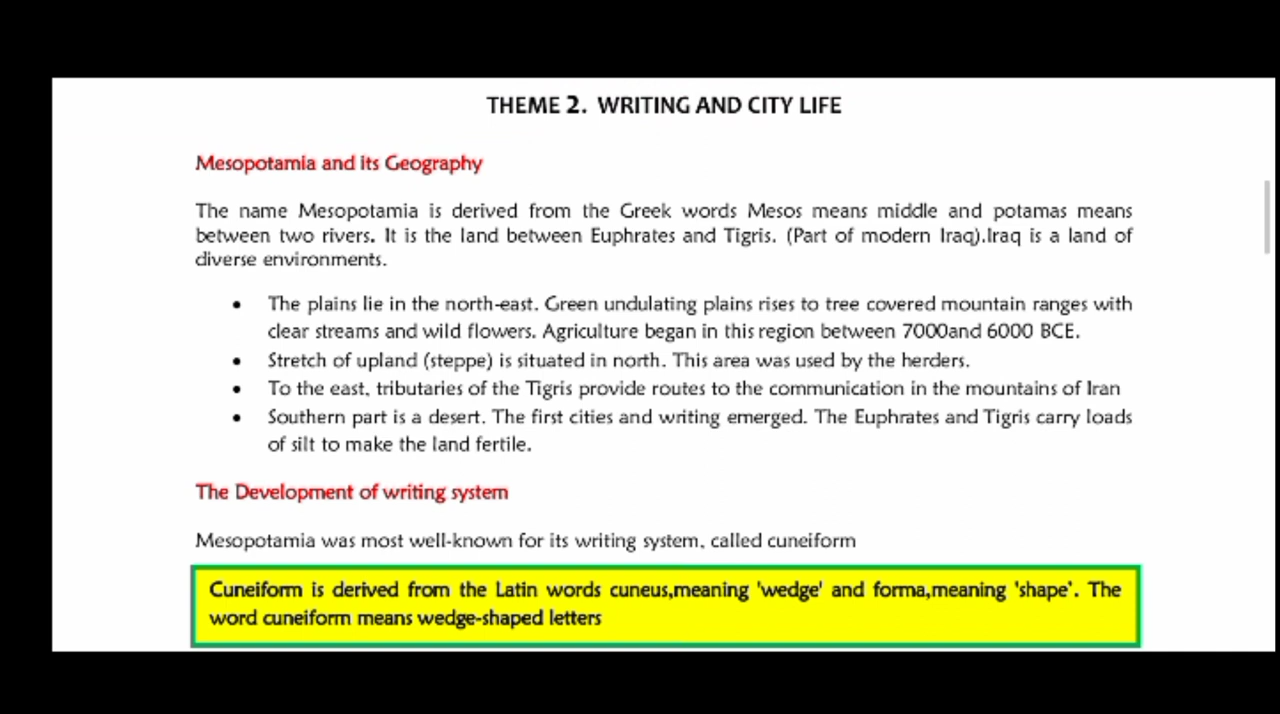 THEME 2. WRITING AND CITY LIFE
Mesopotamia and its Geography
The name Mesopotamia is derived from the Greek words Mesos means middle and potamas means
between two rivers. It is the land between Euphrates and Tigris. (Part of modern Iraq).Iraq is a land of
diverse environments.
• The plains lie in the north-east. Green undulating plains rises to tree covered mountain ranges with
clear streams and wild flowers. Agriculture began in this region between 7000and 6000 BCE.
• Stretch of upland (steppe) is situated in north. This area was used by the herders.
• To the east, tributaries of the Tigris provide routes to the communication in the mountains of Iran
• Southern part is a desert. The first cities and writing emerged. The Euphrates and Tigris carry loads
of silt to make the land fertile.
The Development of writing system
Mesopotamia was most well-known for its writing system, called cuneiform
Cuneiform is derived from the Latin words cuneus,meaning 'wedge' and forma,meaning 'shape'. The
word cuneiform means wedge-shaped letters